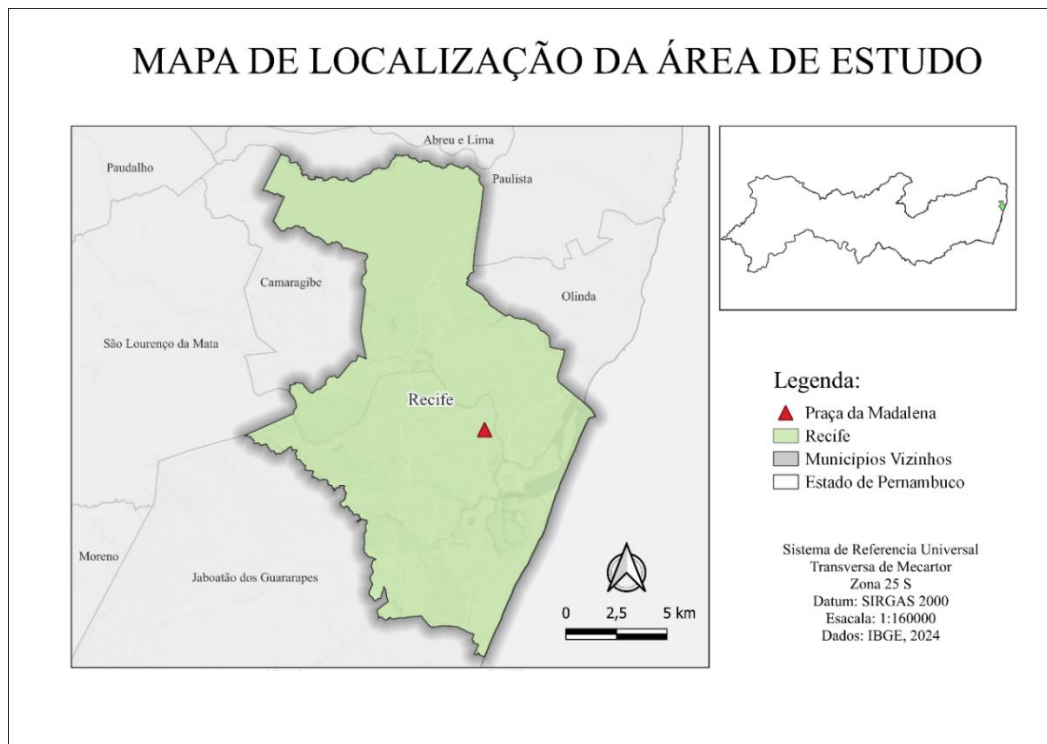 MAPA DE LOCALIZAÇÃO DA ÁREA DE ESTUDO
Abreu e Lima
Paudalho
Paulista
Camaragibe
Olinda
São Lourenço da Mata
Recife
Moreno
Jaboatão dos Guararapes
0 2,5 5 km
Legenda:
Praça da Madalena
Recife
Municípios Vizinhos
Estado de Pernambuco
Sistema de Referencia Universal
Transversa de Mecartor
Zona 25 S
Datum: SIRGAS 2000
Esacala: 1:160000
Dados: IBGE, 2024